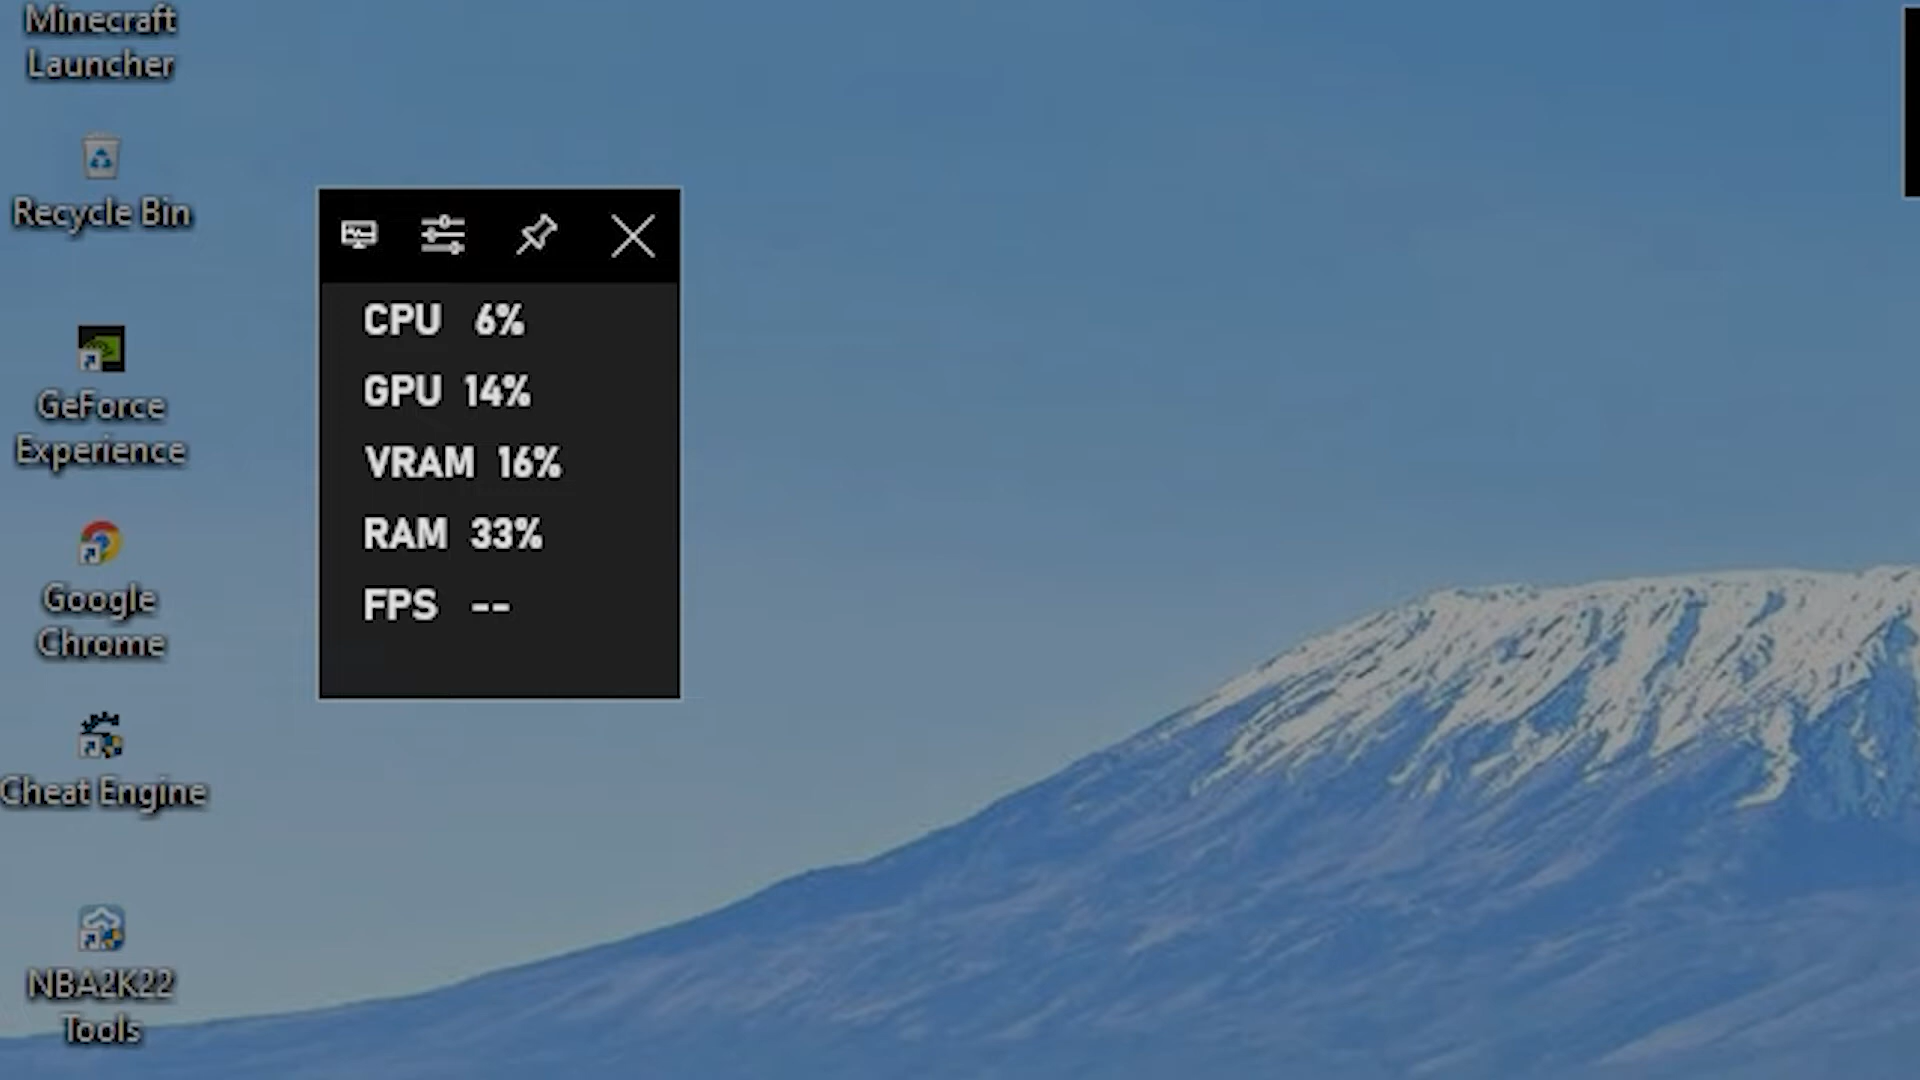 Minecraft
Launcher
Recycle Bin
GeForce
Experience
Google
Chrome
Cheat Engine
NBA2K22
Tools
CPU 6%
GPU 14%
VRAM 16%
RAM 33%
FPS --